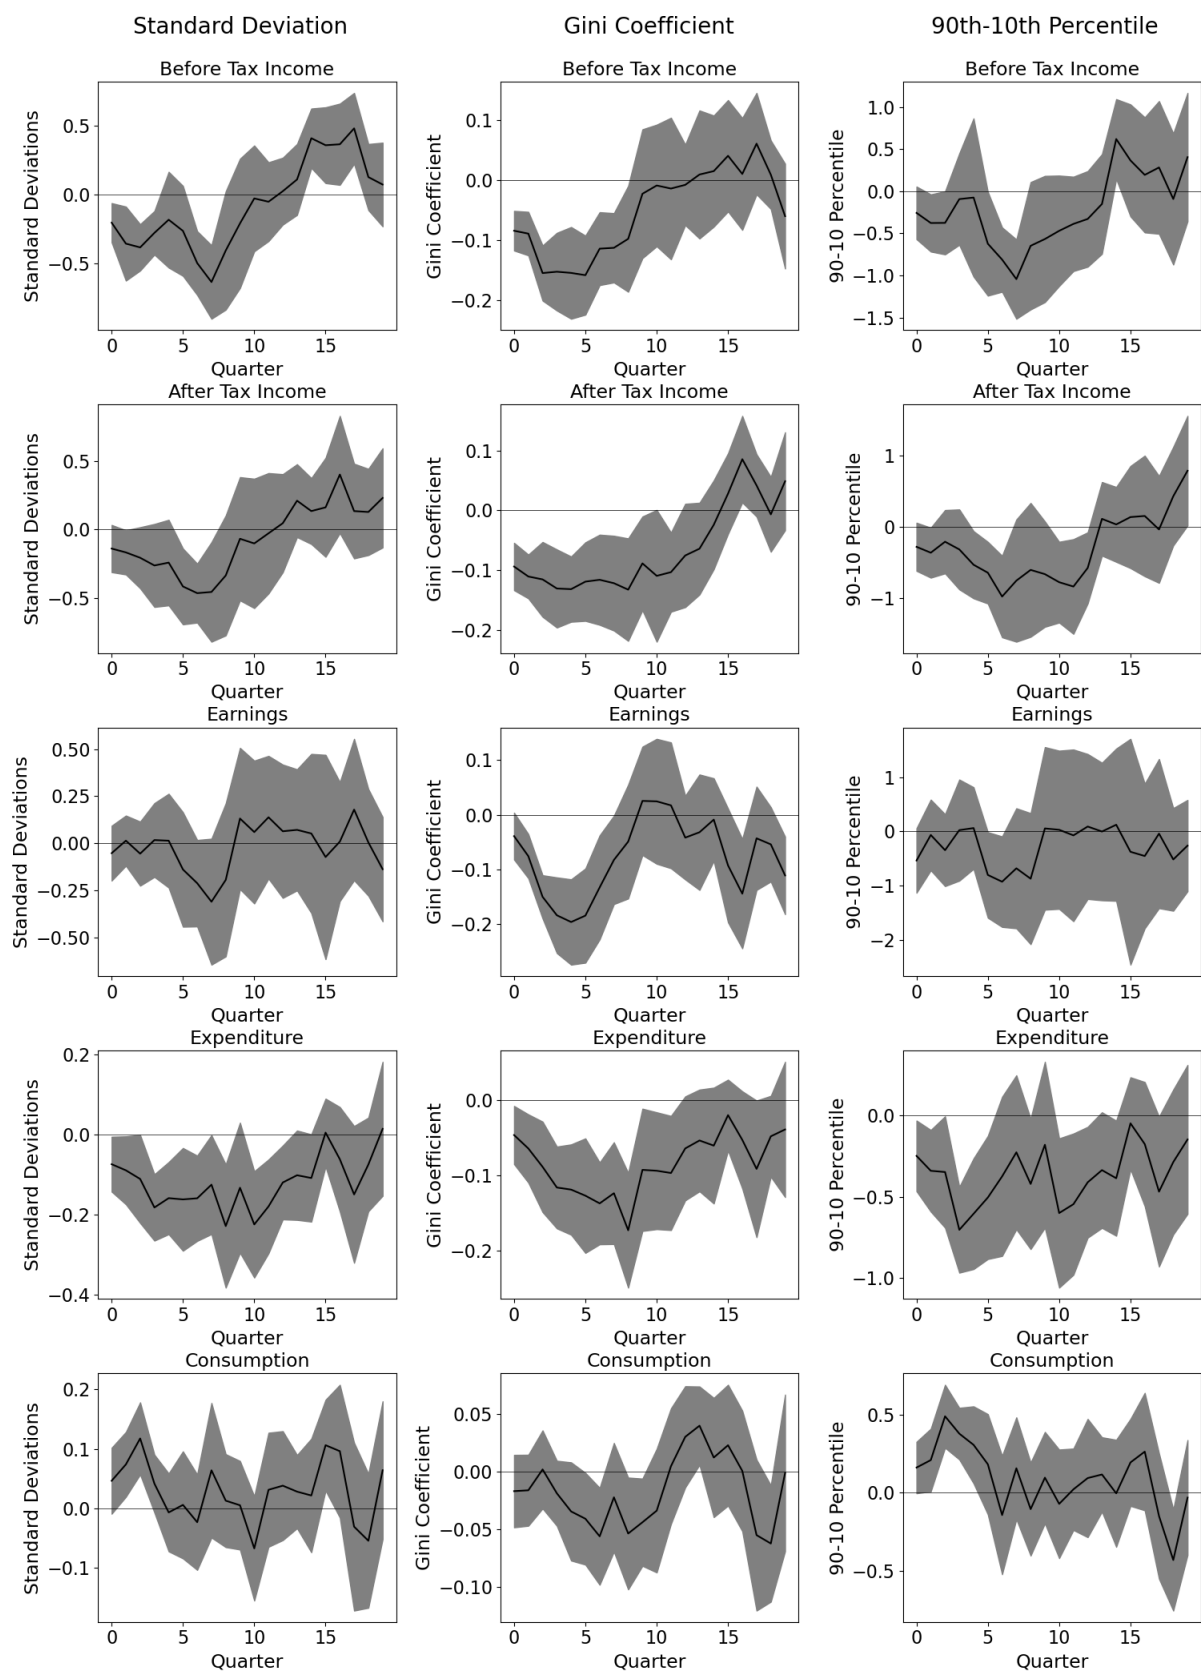 Standard Deviation Gini Coefficient 90th-10th Percentile
Before Tax Income Before Tax Income Before Tax Income
Standard Deviations
0.5
0.0
−0.5
0 5 10 15
Quarter
Gini Coefficient
0.1
0.0
−0.1
−0.2
0 5 10 15
Quarter
90-10 Percentile
1.0
0.5
0.0
−0.5
−1.0
−1.5
0 5 10 15
Quarter
After Tax Income After Tax Income After Tax Income
Standard Deviations
0.5
0.0
−0.5
0 5 10 15
Quarter
Gini Coefficient
0.1
0.0
−0.1
−0.2
0 5 10 15
Quarter
90-10 Percentile
1
0
−1
0 5 10 15
Quarter
Earnings Earnings Earnings
Standard Deviations
0.50
0.25
0.00
−0.25
−0.50
0 5 10 15
Quarter
Gini Coefficient
0.1
0.0
−0.1
−0.2
0 5 10 15
Quarter
90-10 Percentile
1
0
−1
−2
0 5 10 15
Quarter
Expenditure Expenditure Expenditure
Standard Deviations
0.2
0.0
−0.2
−0.4
0 5 10 15
Quarter
Gini Coefficient
0.0
−0.1
−0.2
0 5 10 15
Quarter
90-10 Percentile
0.0
−0.5
−1.0
0 5 10 15
Quarter
Consumption Consumption Consumption
Standard Deviations
0.2
0.1
0.0
−0.1
0 5 10 15
Quarter
Gini Coefficient
0.05
0.00
−0.05
−0.10
0 5 10 15
Quarter
90-10 Percentile
0.5
0.0
−0.5
0 5 10 15
Quarter